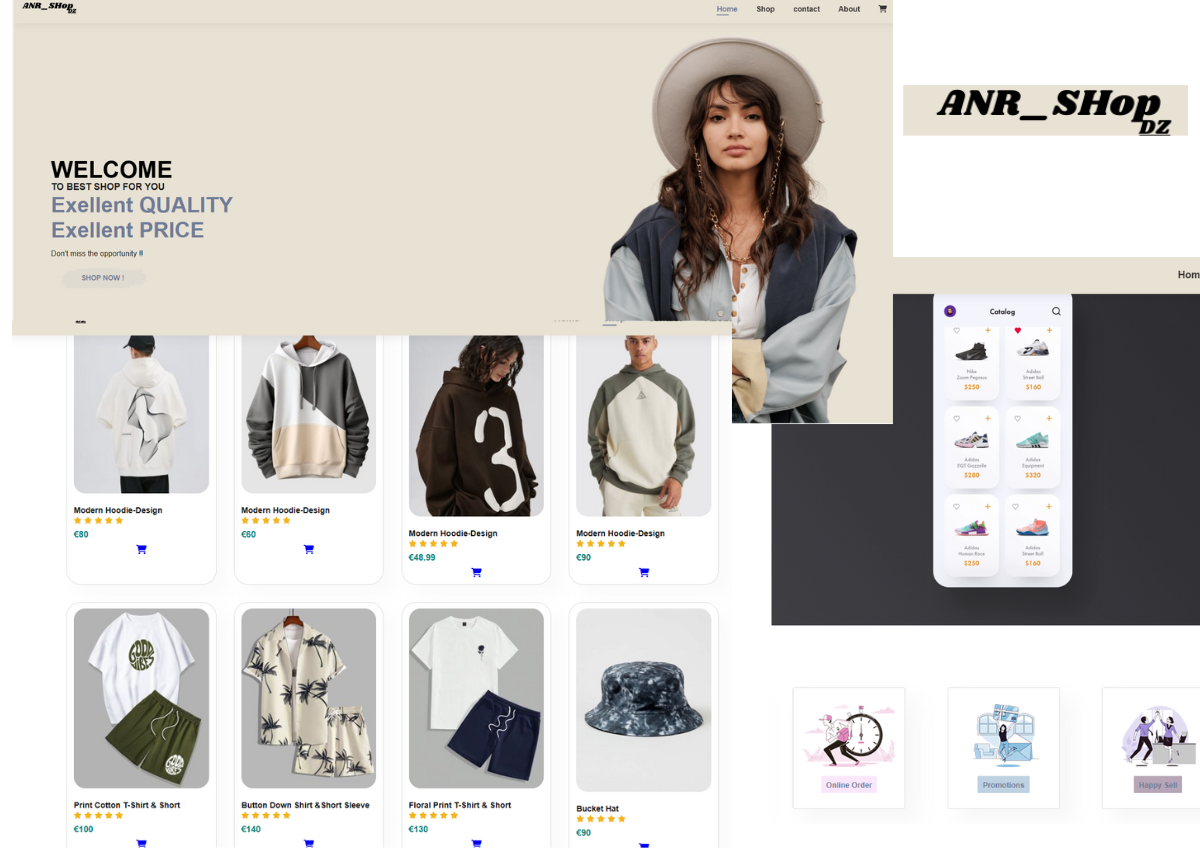 ANR_SHop
DZ
Home Shop contact About
WELCOME
TO BEST SHOP FOR YOU
Exellent QUALITY
Exellent PRICE
Don't miss the opportunity !!
SHOP NOW !
ANR_SHop
DZ
Hom
Catalog
Nike
Zoom Pegasus
$250
Adidas
Street Ball
$160
Adidas
EQT Gazzelle
$280
Adidas
Equipment
$320
Adidas
Human Race
$250
Adidas
Street Ball
$160
3
Modern Hoodie-Design
€80
Modern Hoodie-Design
€60
Modern Hoodie-Design
€48.99
Modern Hoodie-Design
€90
GOOD
VIBES
Print Cotton T-Shirt & Short
€100
Button Down Shirt &Short Sleeve
€140
Floral Print T-Shirt & Short
€130
Bucket Hat
€90
Online Order
Promotions
Happy Sell